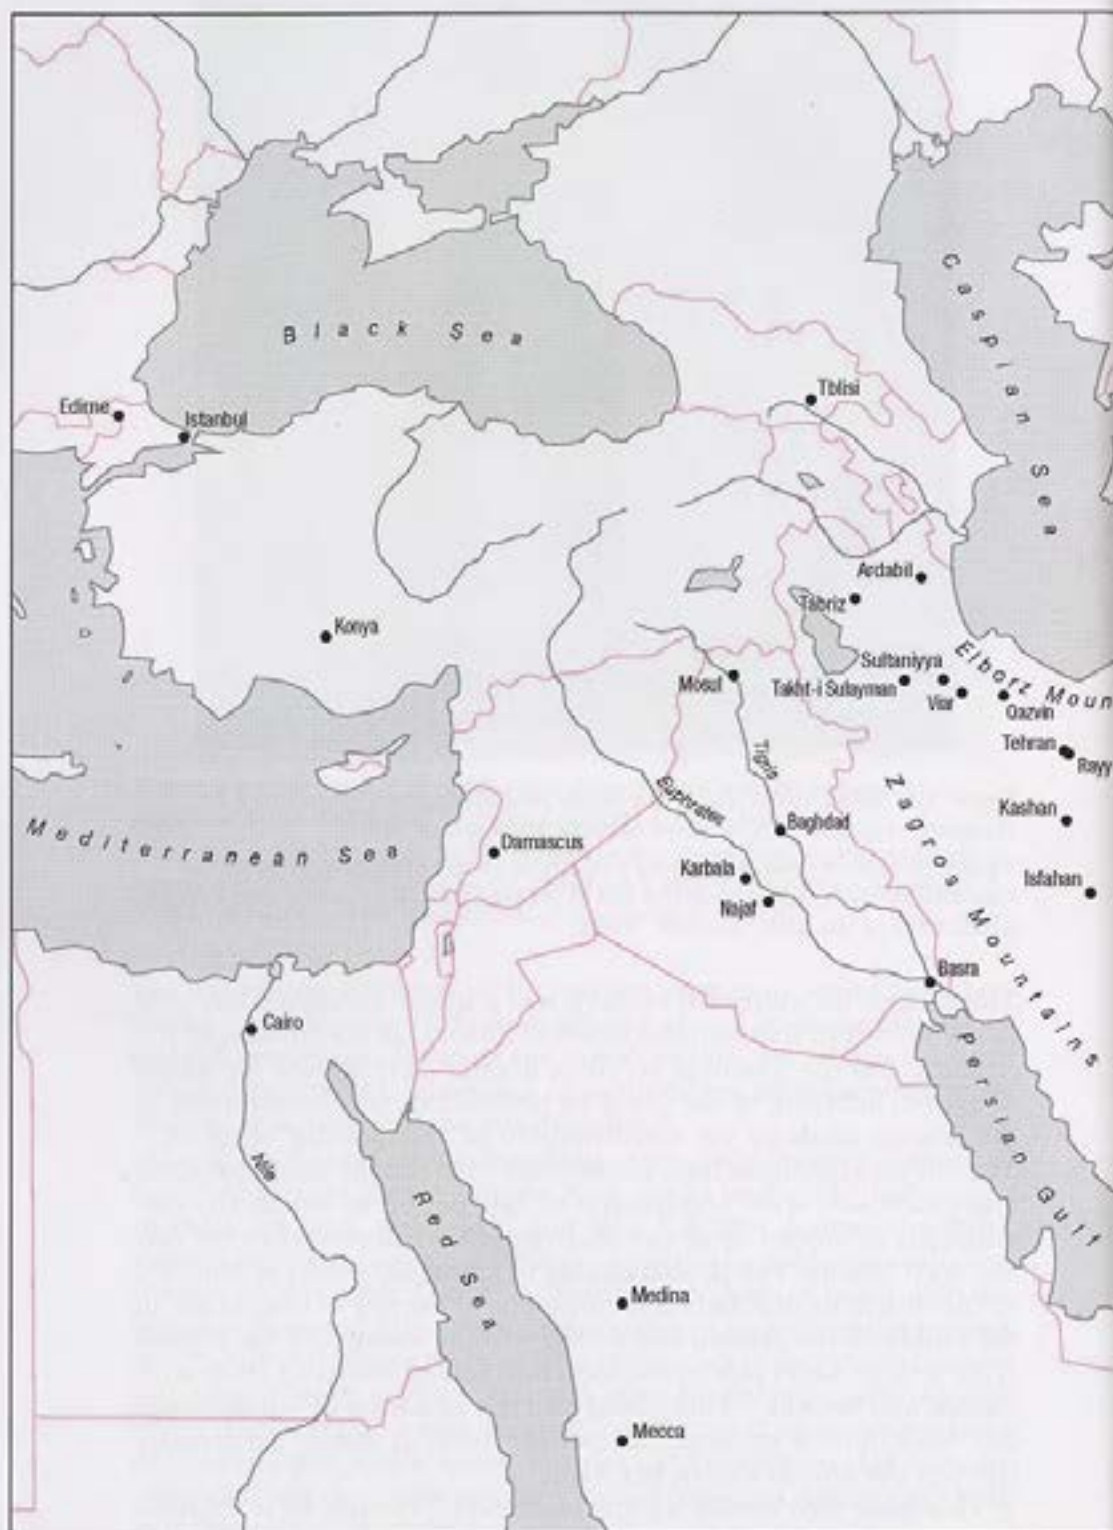 Black Sea
Caspian Sea
Tblisi
Edirne
Istanbul
Ardabil
Tabriz
Konya
Elborz Moun
Sultaniyya
Mosul
Takht-i Sulayman
Viar
Qazvin
Tehran
Rayy
Tigris
Zagros Mountains
Euphrates
Kashan
Mediterranean Sea
Baghdad
Damascus
Karbala
Isfahan
Najaf
Basra
Cairo
Persian Gulf
Nile
Red Sea
Medina
Mecca